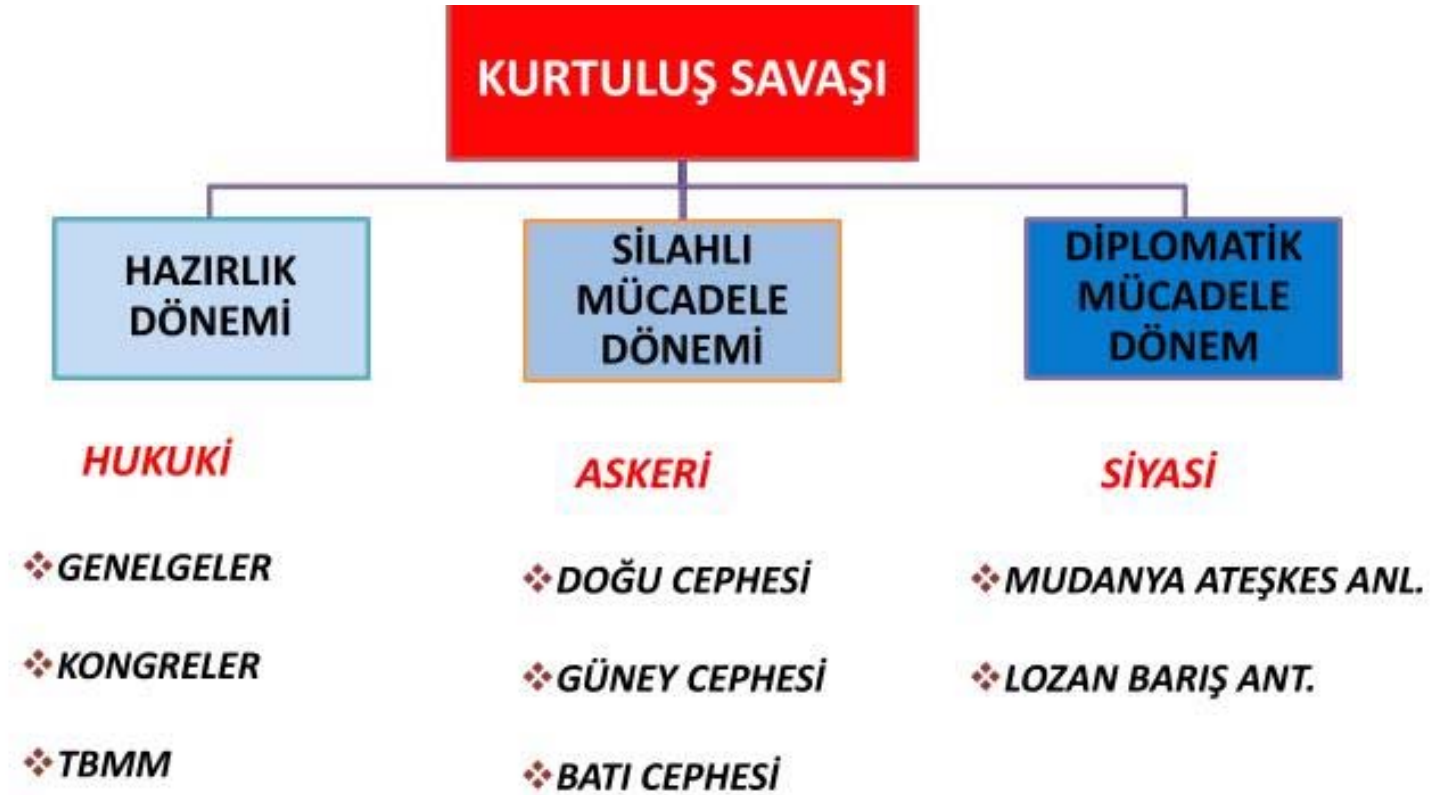 KURTULUŞ SAVAŞI
HAZIRLIK
DÖNEMİ
SİLAHLI
MÜCADELE
DÖNEMİ
DİPLOMATİK
MÜCADELE
DÖNEM
HUKUKİ
GENELGELER
KONGRELER
TBMM
ASKERİ
DOĞU CEPHESİ
GÜNEY CEPHESİ
BATI CEPHESİ
SİYASİ
MUDANYA ATEŞKES ANL.
LOZAN BARIŞ ANT.